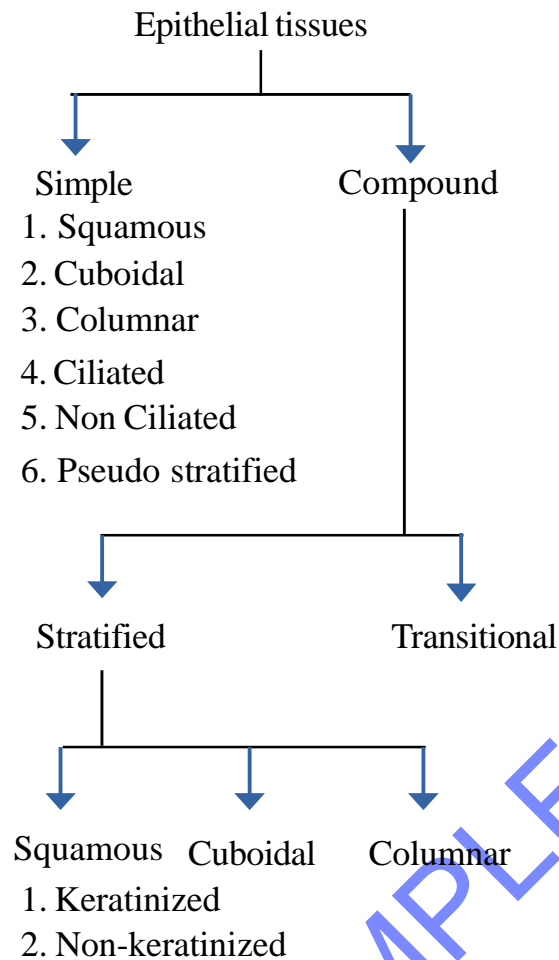 Epithelial tissues
Simple
Compound
1. Squamous
2. Cuboidal
3. Columnar
4. Ciliated
5. Non Ciliated
6. Pseudo stratified
Stratified
Transitional
Squamous
Cuboidal
Columnar
1. Keratinized
2. Non-keratinized
MPLE